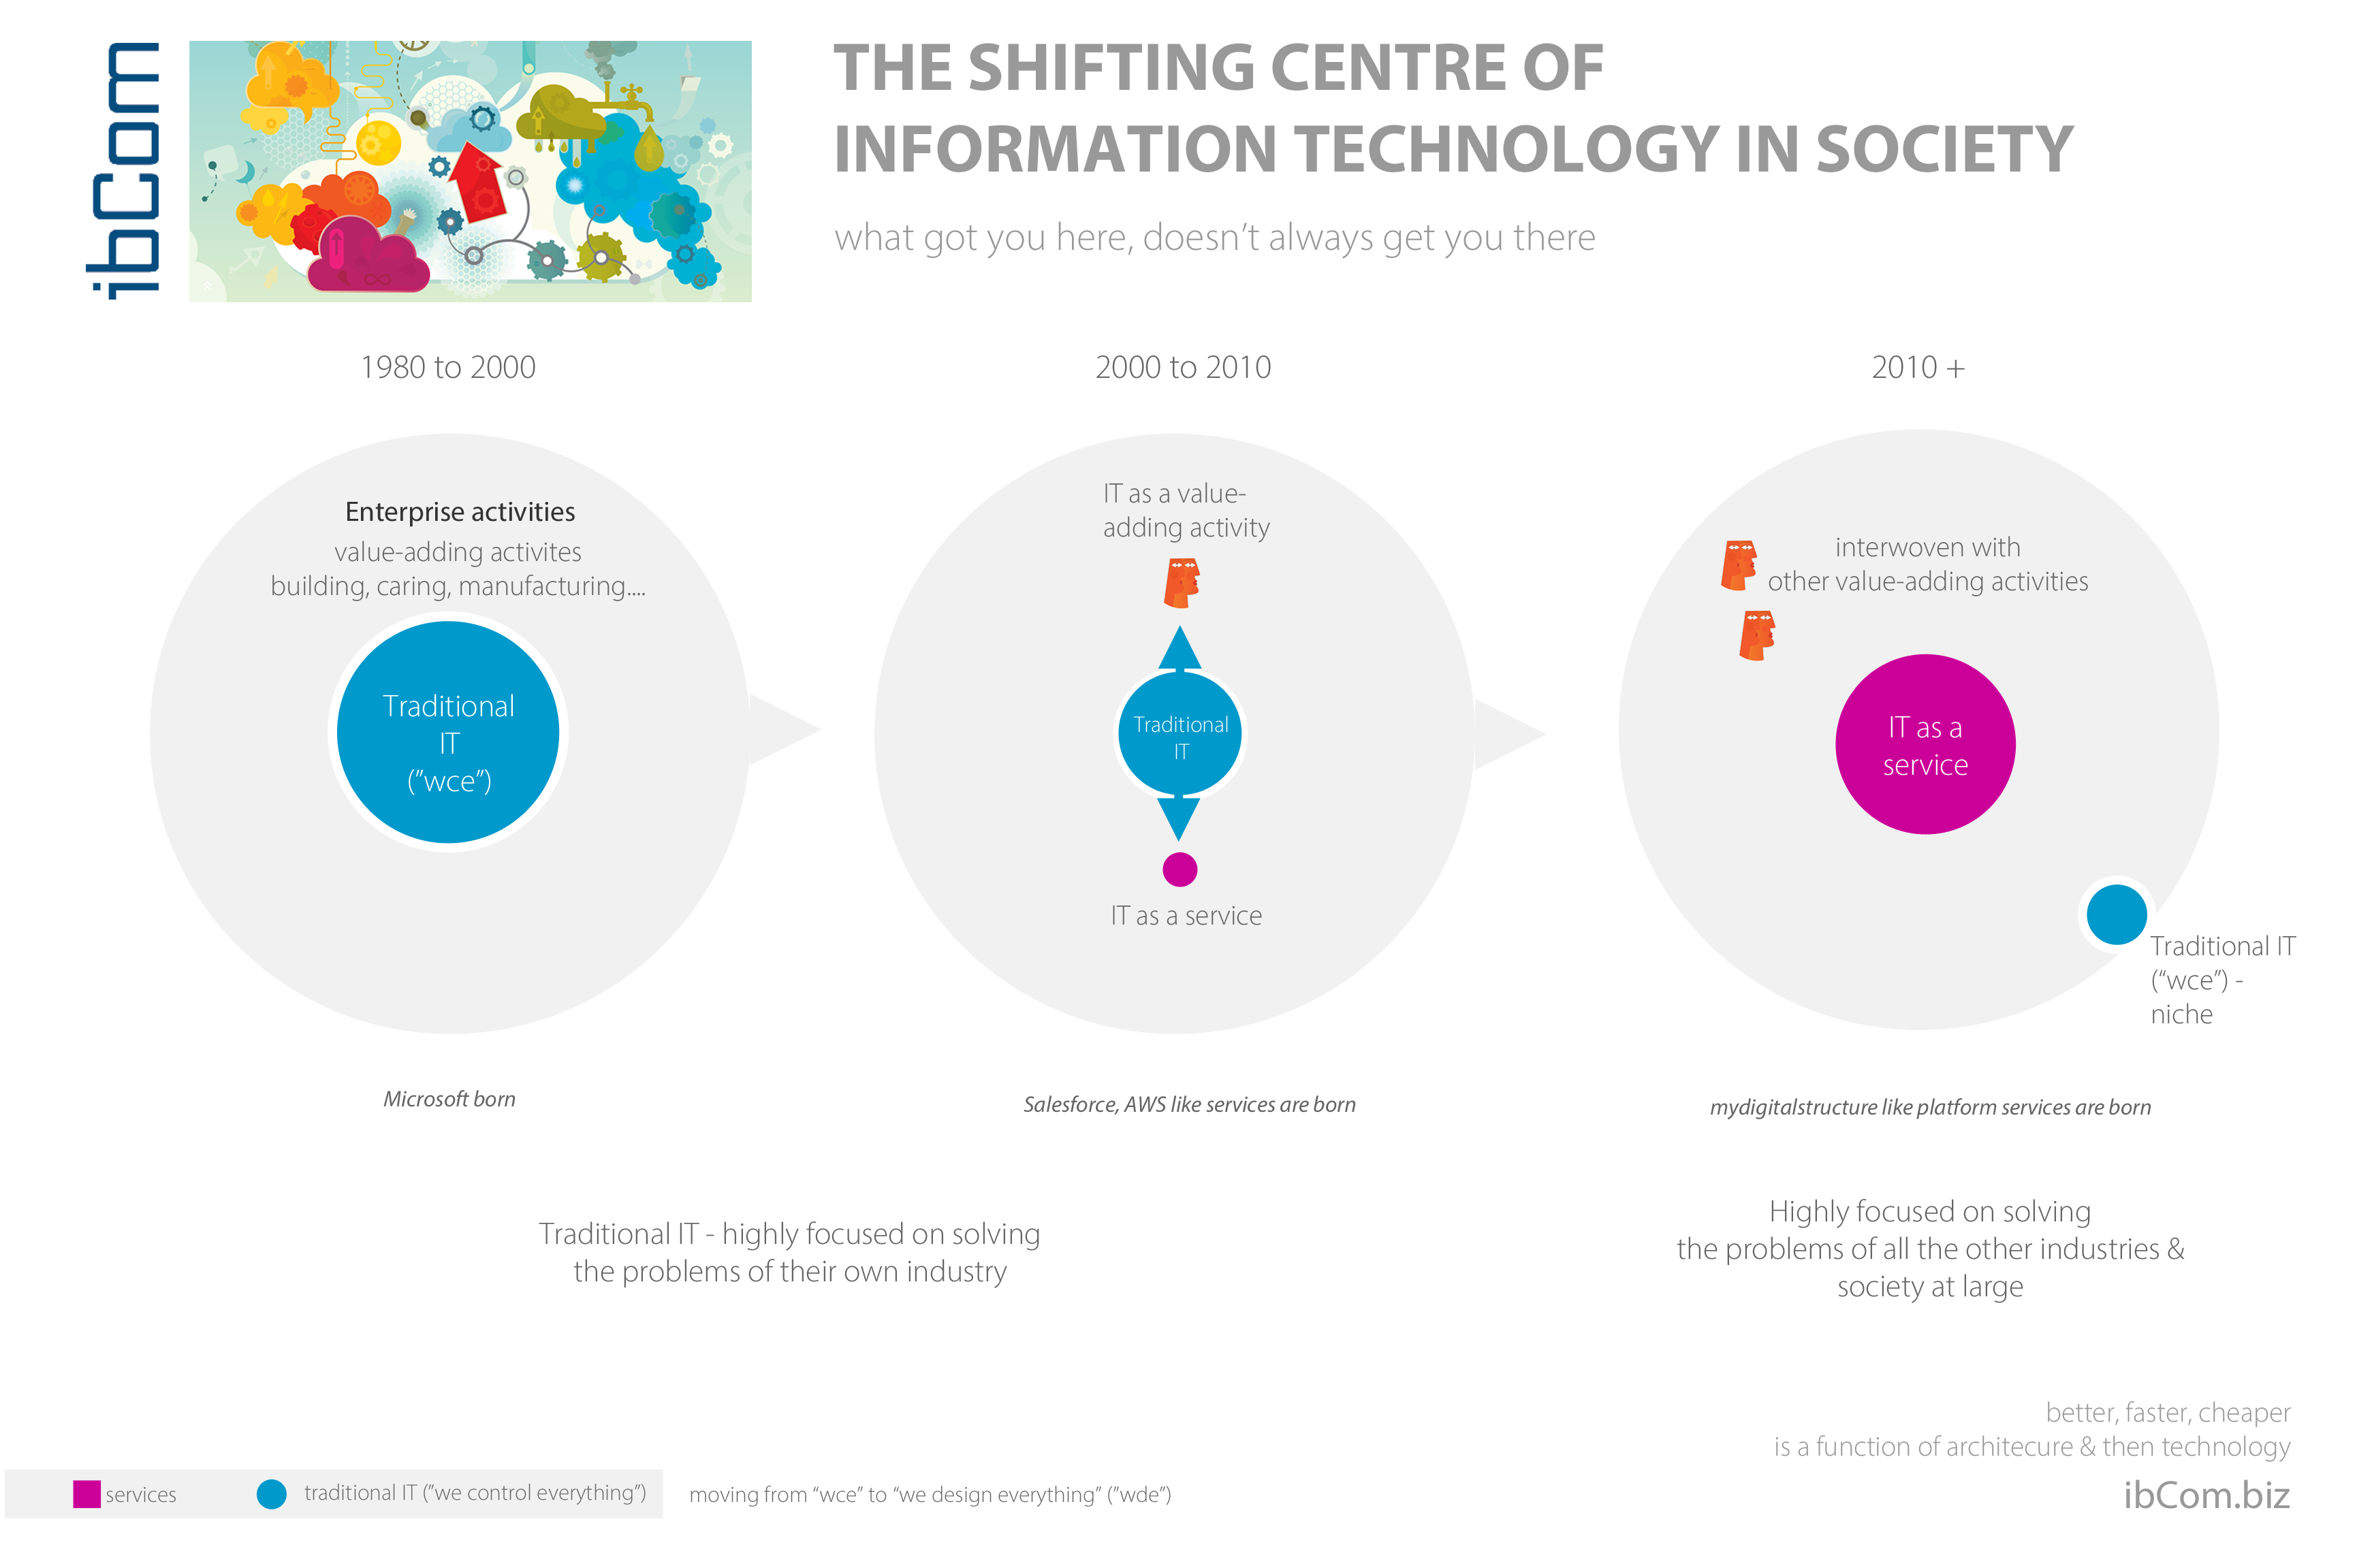 ibCom
THE SHIFTING CENTRE OF
INFORMATION TECHNOLOGY IN SOCIETY
what got you here, doesn’t always get you there
1980 to 2000
Enterprise activities
value-adding activites
building, caring, manufacturing....
Traditional
IT
(”wce”)
Microsoft born
2000 to 2010
IT as a value-
adding activity
Traditional
IT
IT as a service
Salesforce, AWS like services are born
2010 +
interwoven with
other value-adding activities
IT as a
service
Traditional IT
(“wce”) -
niche
mydigitalstructure like platform services are born
Traditional IT - highly focused on solving
the problems of their own industry
Highly focused on solving
the problems of all the other industries &
society at large
better, faster, cheaper
is a function of architecure & then technology
ibCom.biz
services
traditional IT (”we control everything”)
moving from “wce” to “we design everything” (”wde”)